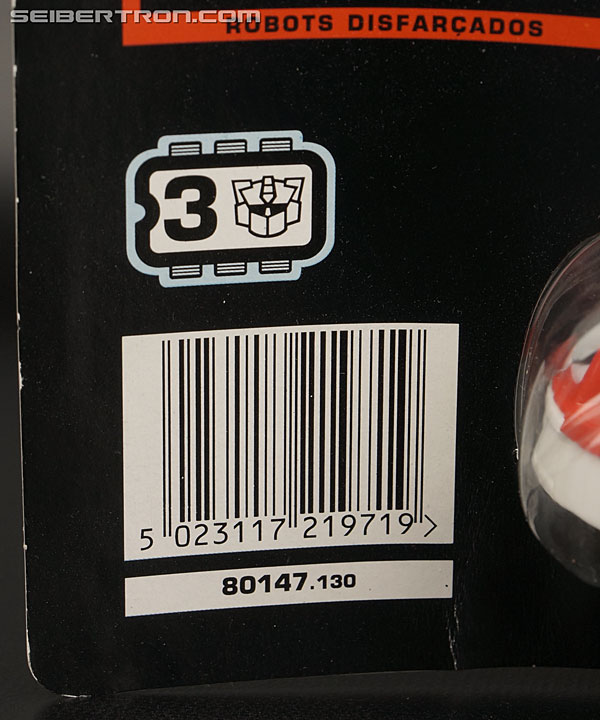 SEIBERTRON.COM
ROBOTS DISFARÇADOS
3
5 023117 219719 >
80147.130